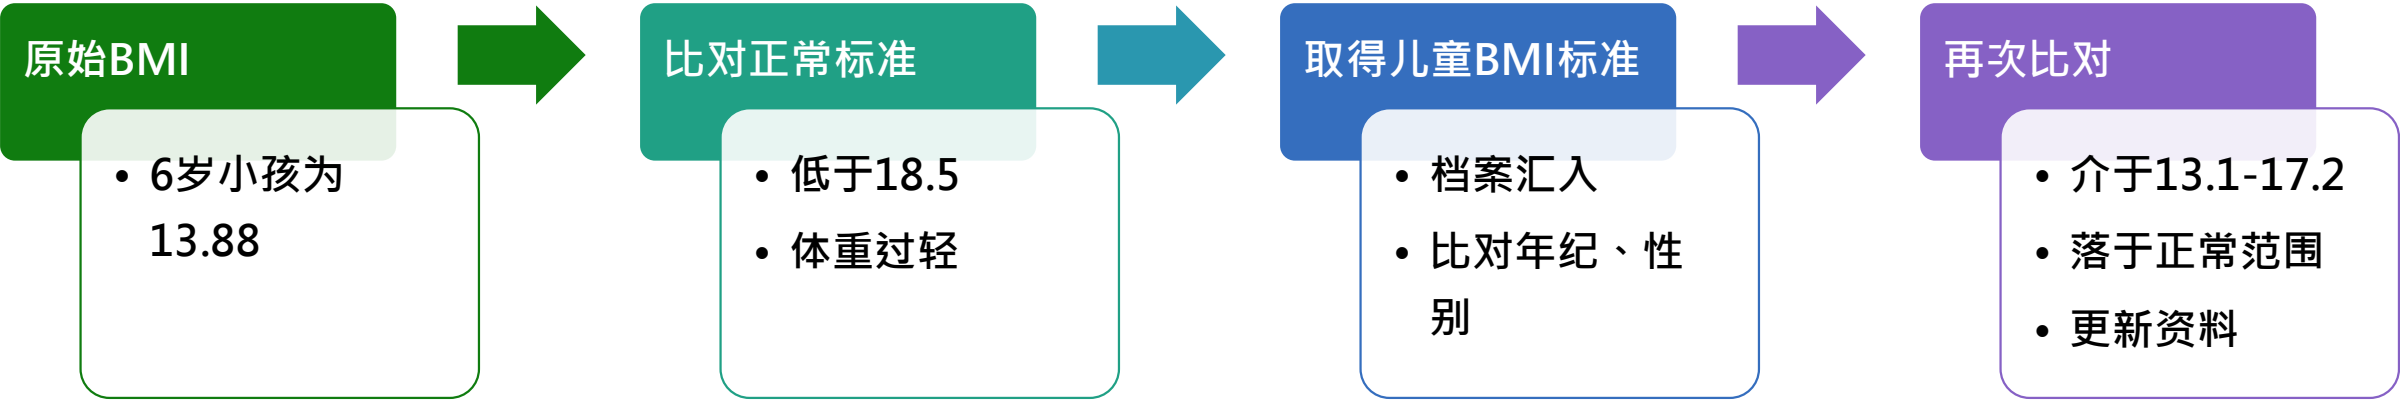 原始BMI
• 6岁小孩为
13.88
比对正常标准
• 低于18.5
• 体重过轻
取得儿童BMI标准
• 档案汇入
• 比对年纪、性
别
再次比对
• 介于13.1-17.2
• 落于正常范围
• 更新资料